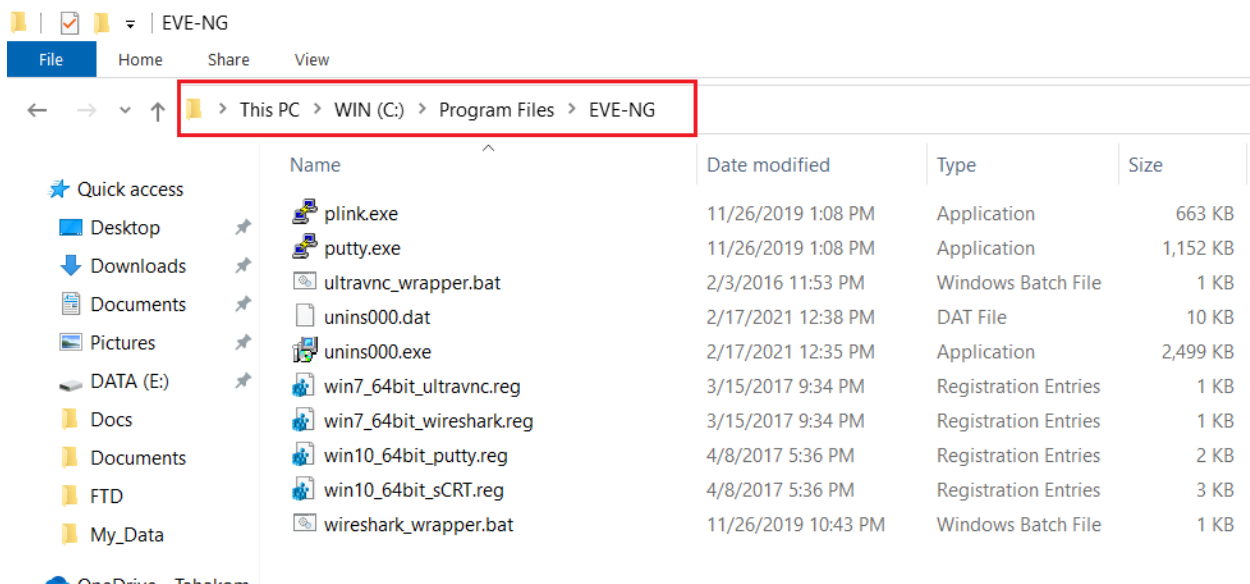 EVE-NG
File Home Share View
This PC > WIN (C:) > Program Files > EVE-NG
Name Date modified Type Size
Quick access
Desktop
Downloads
Documents
Pictures
DATA (E:)
Docs
Documents
FTD
My_Data
plink.exe 11/26/2019 1:08 PM Application 663 KB
putty.exe 11/26/2019 1:08 PM Application 1,152 KB
ultravnc_wrapper.bat 2/3/2016 11:53 PM Windows Batch File 1 KB
unins000.dat 2/17/2021 12:38 PM DAT File 10 KB
unins000.exe 2/17/2021 12:35 PM Application 2,499 KB
win7_64bit_ultravnc.reg 3/15/2017 9:34 PM Registration Entries 1 KB
win7_64bit_wireshark.reg 3/15/2017 9:34 PM Registration Entries 1 KB
win10_64bit_putty.reg 4/8/2017 5:36 PM Registration Entries 2 KB
win10_64bit_sCRT.reg 4/8/2017 5:36 PM Registration Entries 3 KB
wireshark_wrapper.bat 11/26/2019 10:43 PM Windows Batch File 1 KB